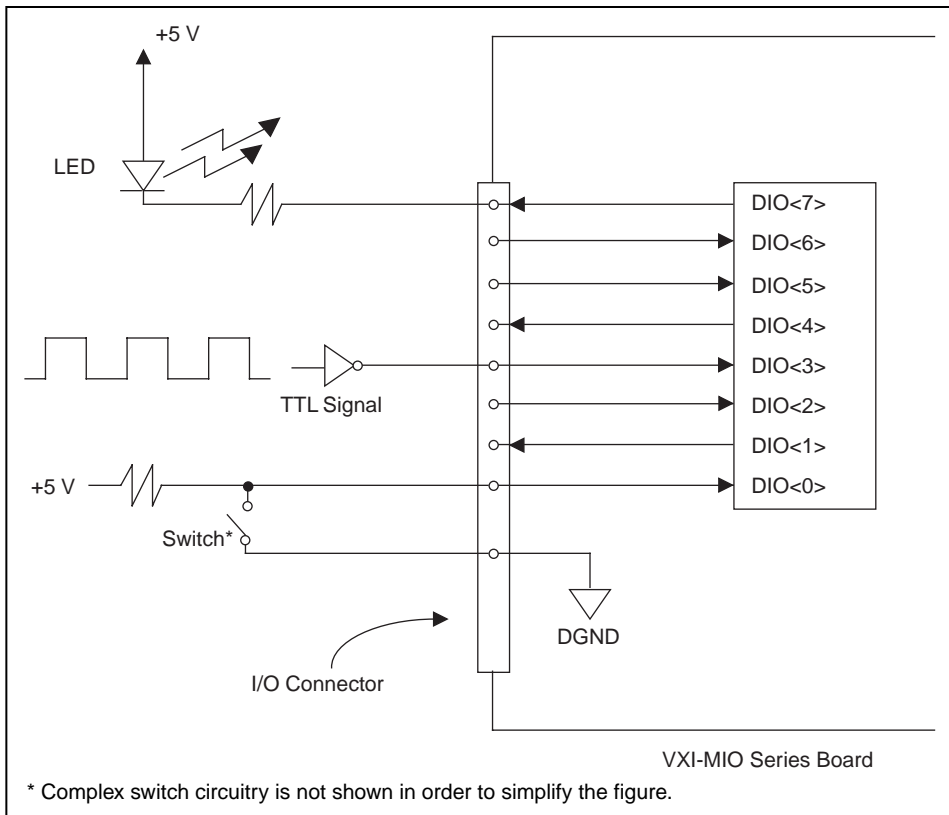 +5 V
LED
DIO<7>
DIO<6>
DIO<5>
DIO<4>
DIO<3>
TTL Signal
DIO<2>
DIO<1>
+5 V
DIO<0>
Switch*
DGND
I/O Connector
VXI-MIO Series Board
* Complex switch circuitry is not shown in order to simplify the figure.